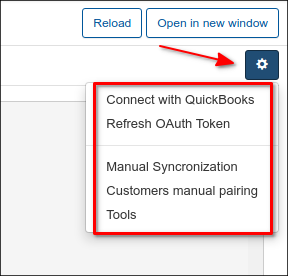 Reload
Open in new window
Connect with QuickBooks
Refresh OAuth Token
Manual Syncronization
Customers manual pairing
Tools